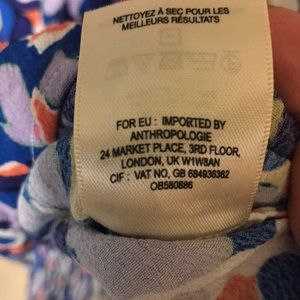 NETTOYEZ À SEC POUR LES
MEILLEURS RÉSULTATS
FOR EU : IMPORTED BY
ANTHROPOLOGIE
24 MARKET PLACE, 3RD FLOOR,
LONDON, UK W1W8AN
CIF : VAT NO, GB 684936362
OB580886